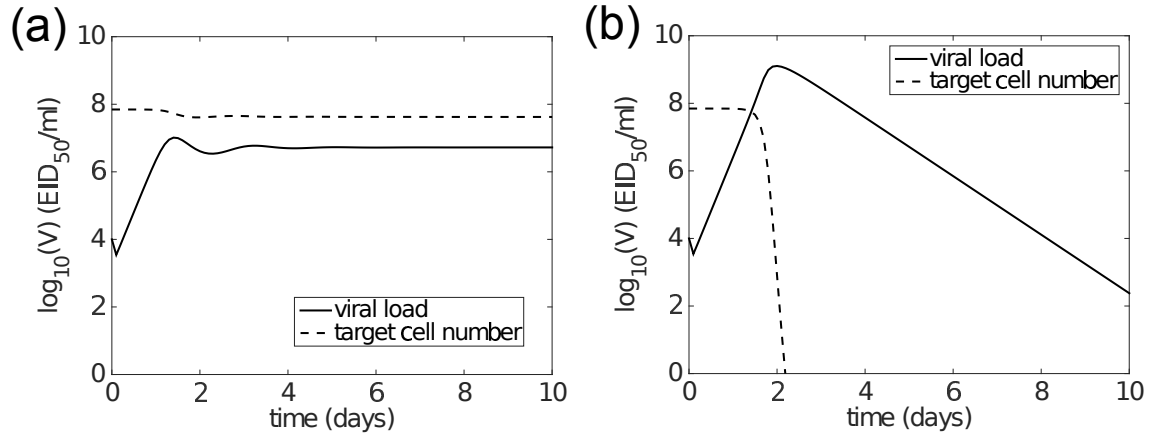 (a)
10
8
6
4
2
0
log10(V) (EID50/ml)
viral load
target cell number
0 2 4 6 8 10
time (days)
(b)
10
8
6
4
2
0
log10(V) (EID50/ml)
viral load
target cell number
0 2 4 6 8 10
time (days)